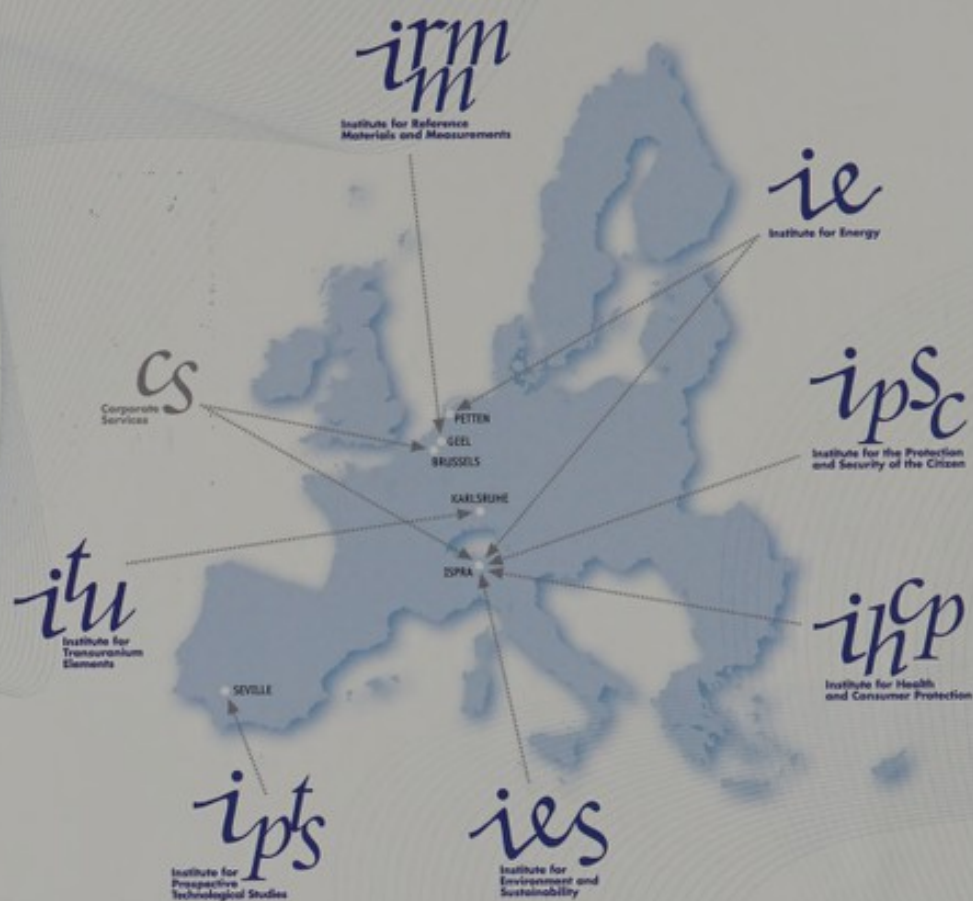 irmm
Institute for Reference
Materials and Measurements
ie
Institute for Energy
cs
Corporate
Services
ipsc
Institute for the Protection
and Security of the Citizen
PETTEN
GEEL
BRUSSELS
KARLSRUHE
ISPRA
itu
Institute for
Transuranium
Elements
ihcp
Institute for Health
and Consumer Protection
SEVILLE
ipts
Institute for
Prospective
Technological Studies
ies
Institute for
Environment and
Sustainability